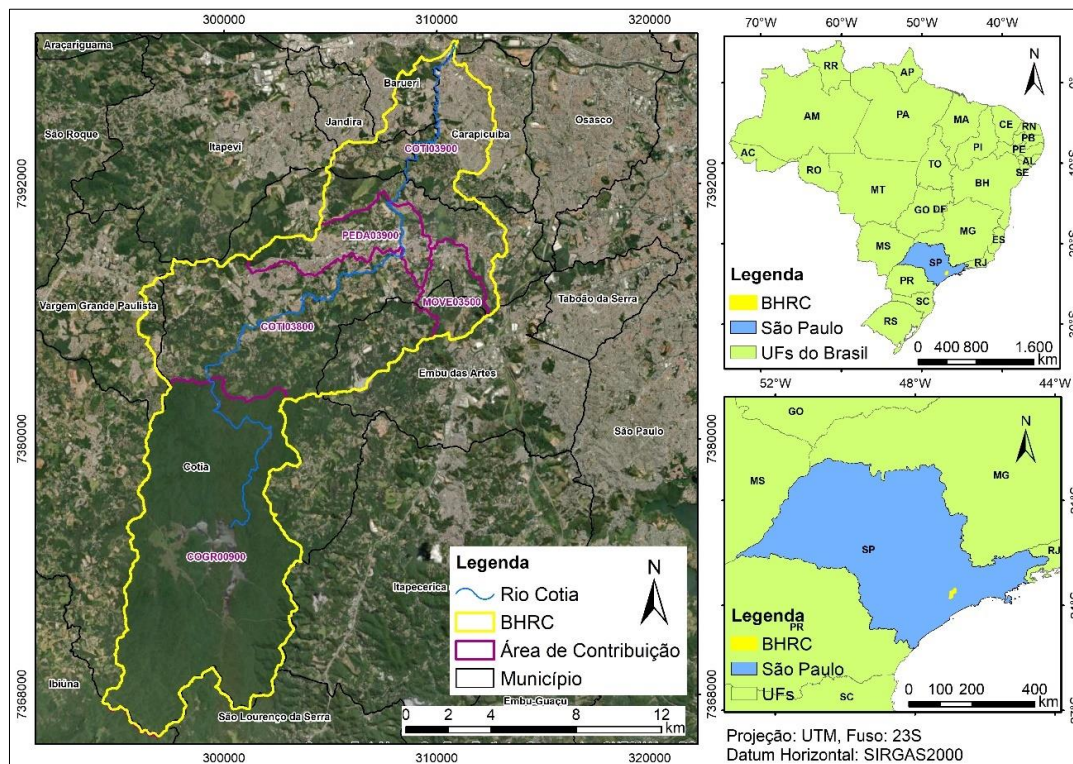 300000
310000
320000
Araçariguama
Barueri
Jandira
Osasco
São Roque
Itapevi
Carapicuiba
COTI03900
7392000
PEDA03900
Vargem Grande Paulista
MOVE03500
Taboão da Serra
COTI03800
Embu das Artes
São Paulo
7380000
Cotia
COGR00900
Itapecerica
Ibiúna
São Lourenço da Serra
Embu-Guaçu
7368000
Legenda
N
Rio Cotia
BHRC
Área de Contribuição
Município
0 2 4 8 12
km
300000
310000
320000
70°W 60°W 50°W 40°W
N
RR
AP
AM
PA
MA
CE
RN
PB
PI
PE
AC
AL
TO
SE
RO
BH
MT
GO
DF
MG
MS
ES
SP
RJ
PR
SC
RS
Legenda
BHRC
São Paulo
UFs do Brasil
0 400 800 1.600
km
52°W 48°W 44°W
GO
N
MS
MG
SP
RJ
PR
SC
Legenda
BHRC
São Paulo
UFs
0 100 200 400
km
Projeção: UTM, Fuso: 23S
Datum Horizontal: SIRGAS2000